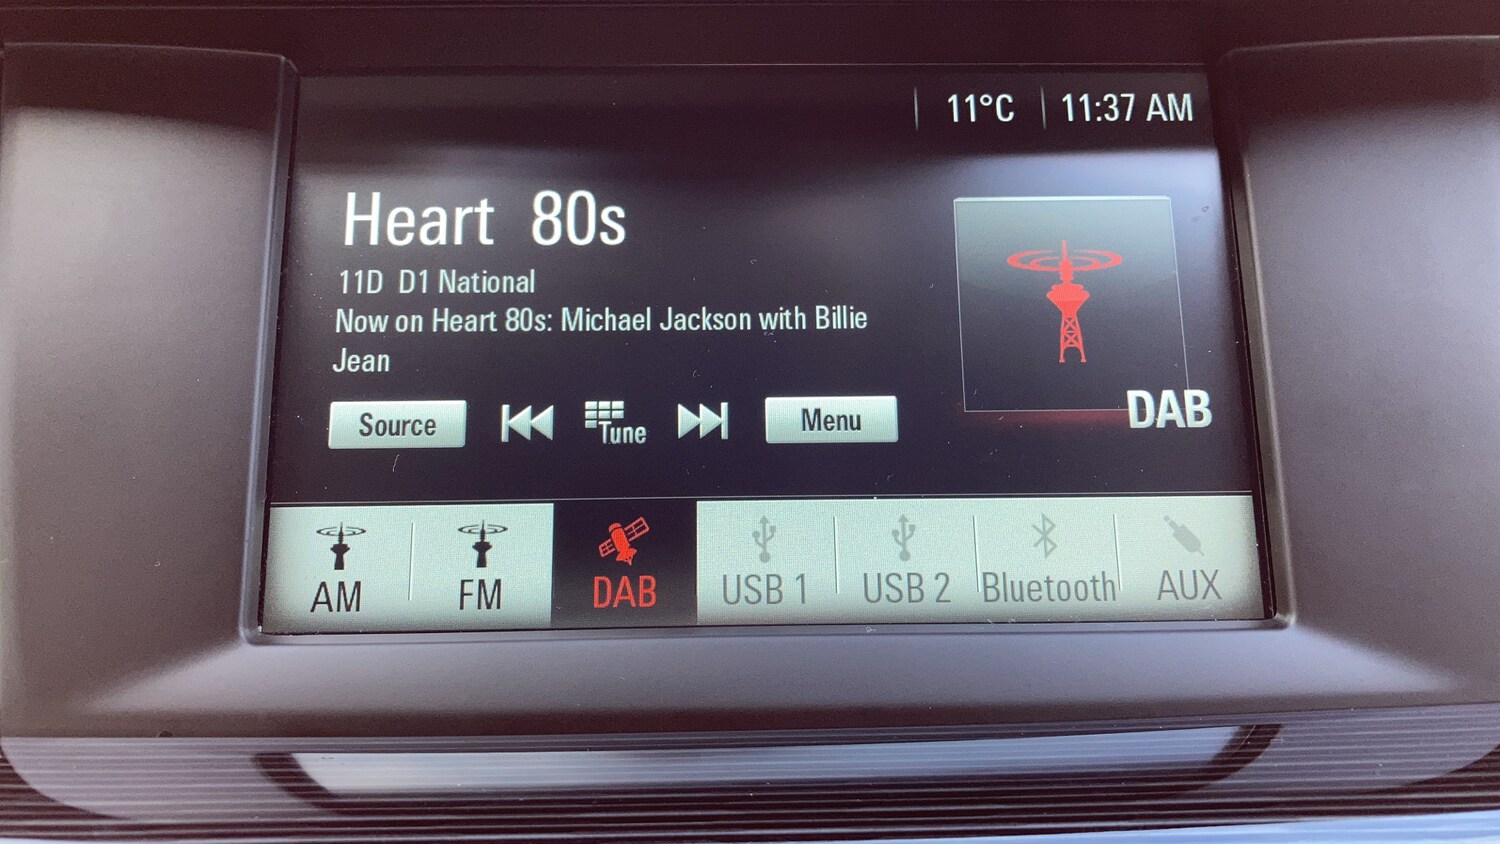 11°C 11:37 AM
Heart 80s
11D D1 National
Now on Heart 80s: Michael Jackson with Billie
Jean
Source Tune Menu
DAB
AM FM DAB USB 1 USB 2 Bluetooth AUX